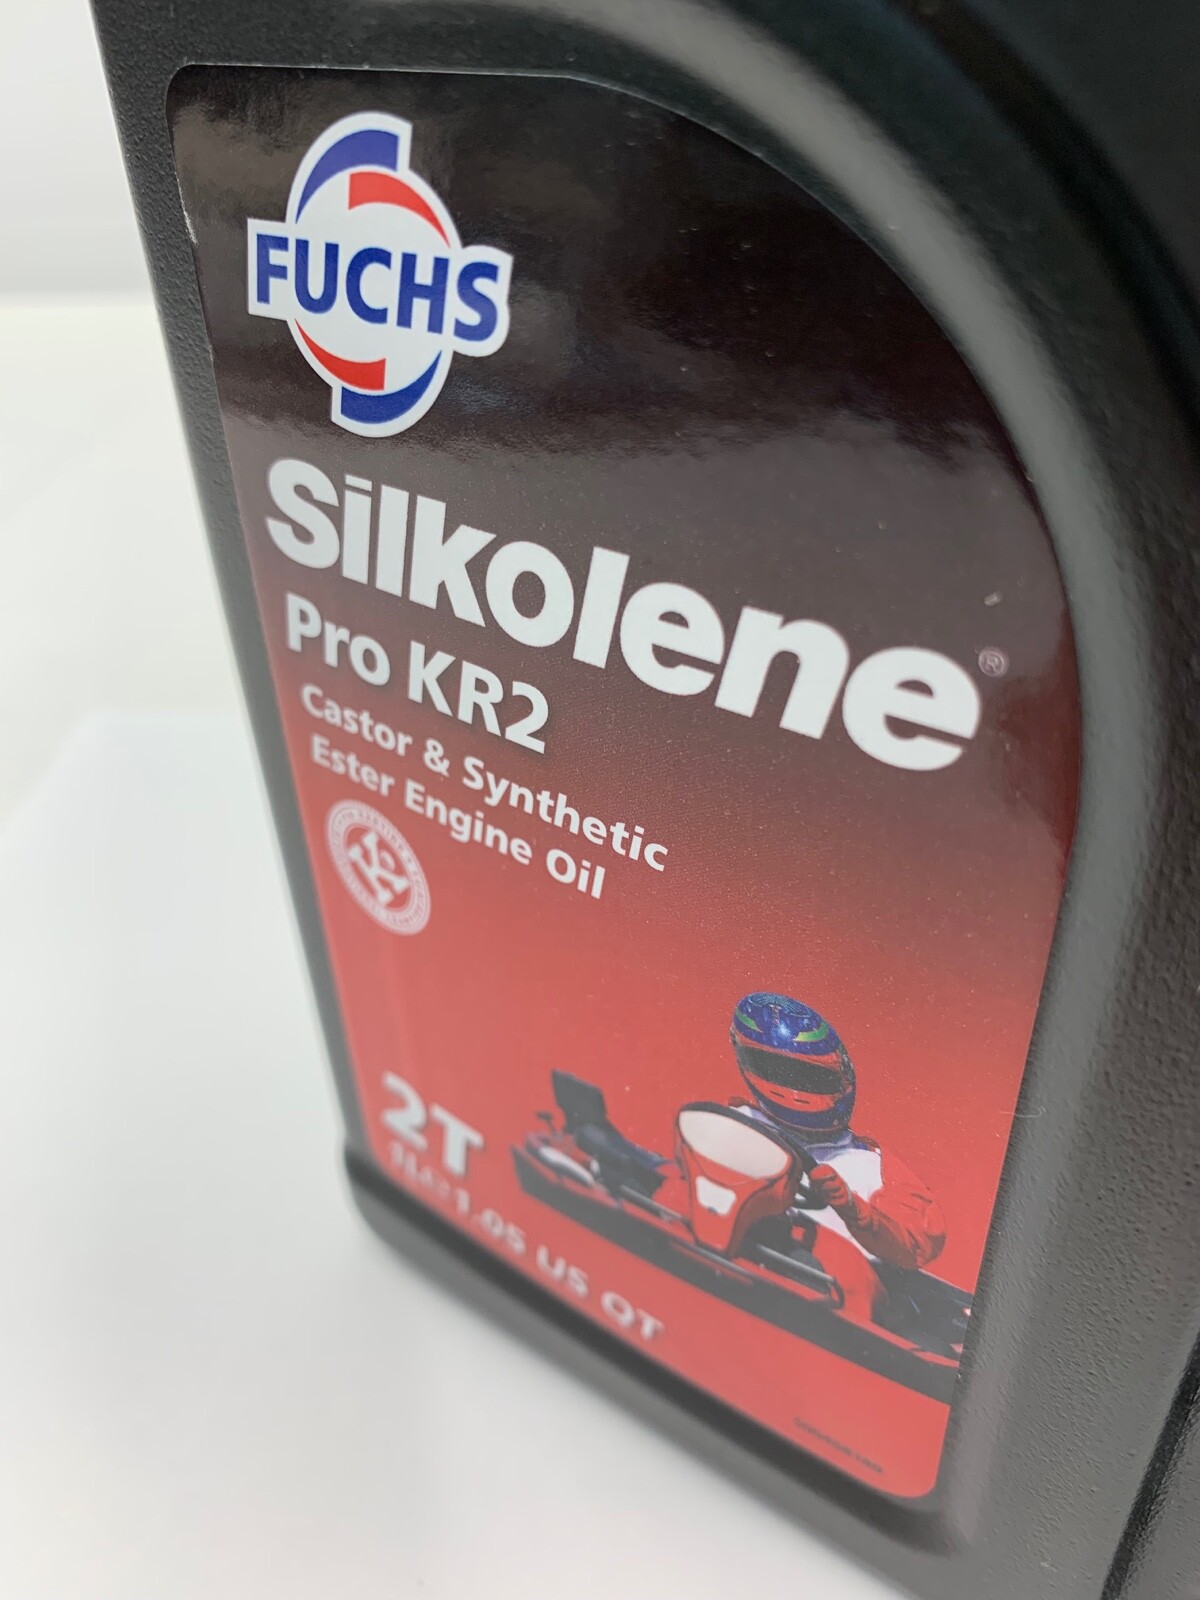 FUCHS
Silkolene®
Pro KR2
Castor & Synthetic
Ester Engine Oil
2T
1L℮1.05 US QT